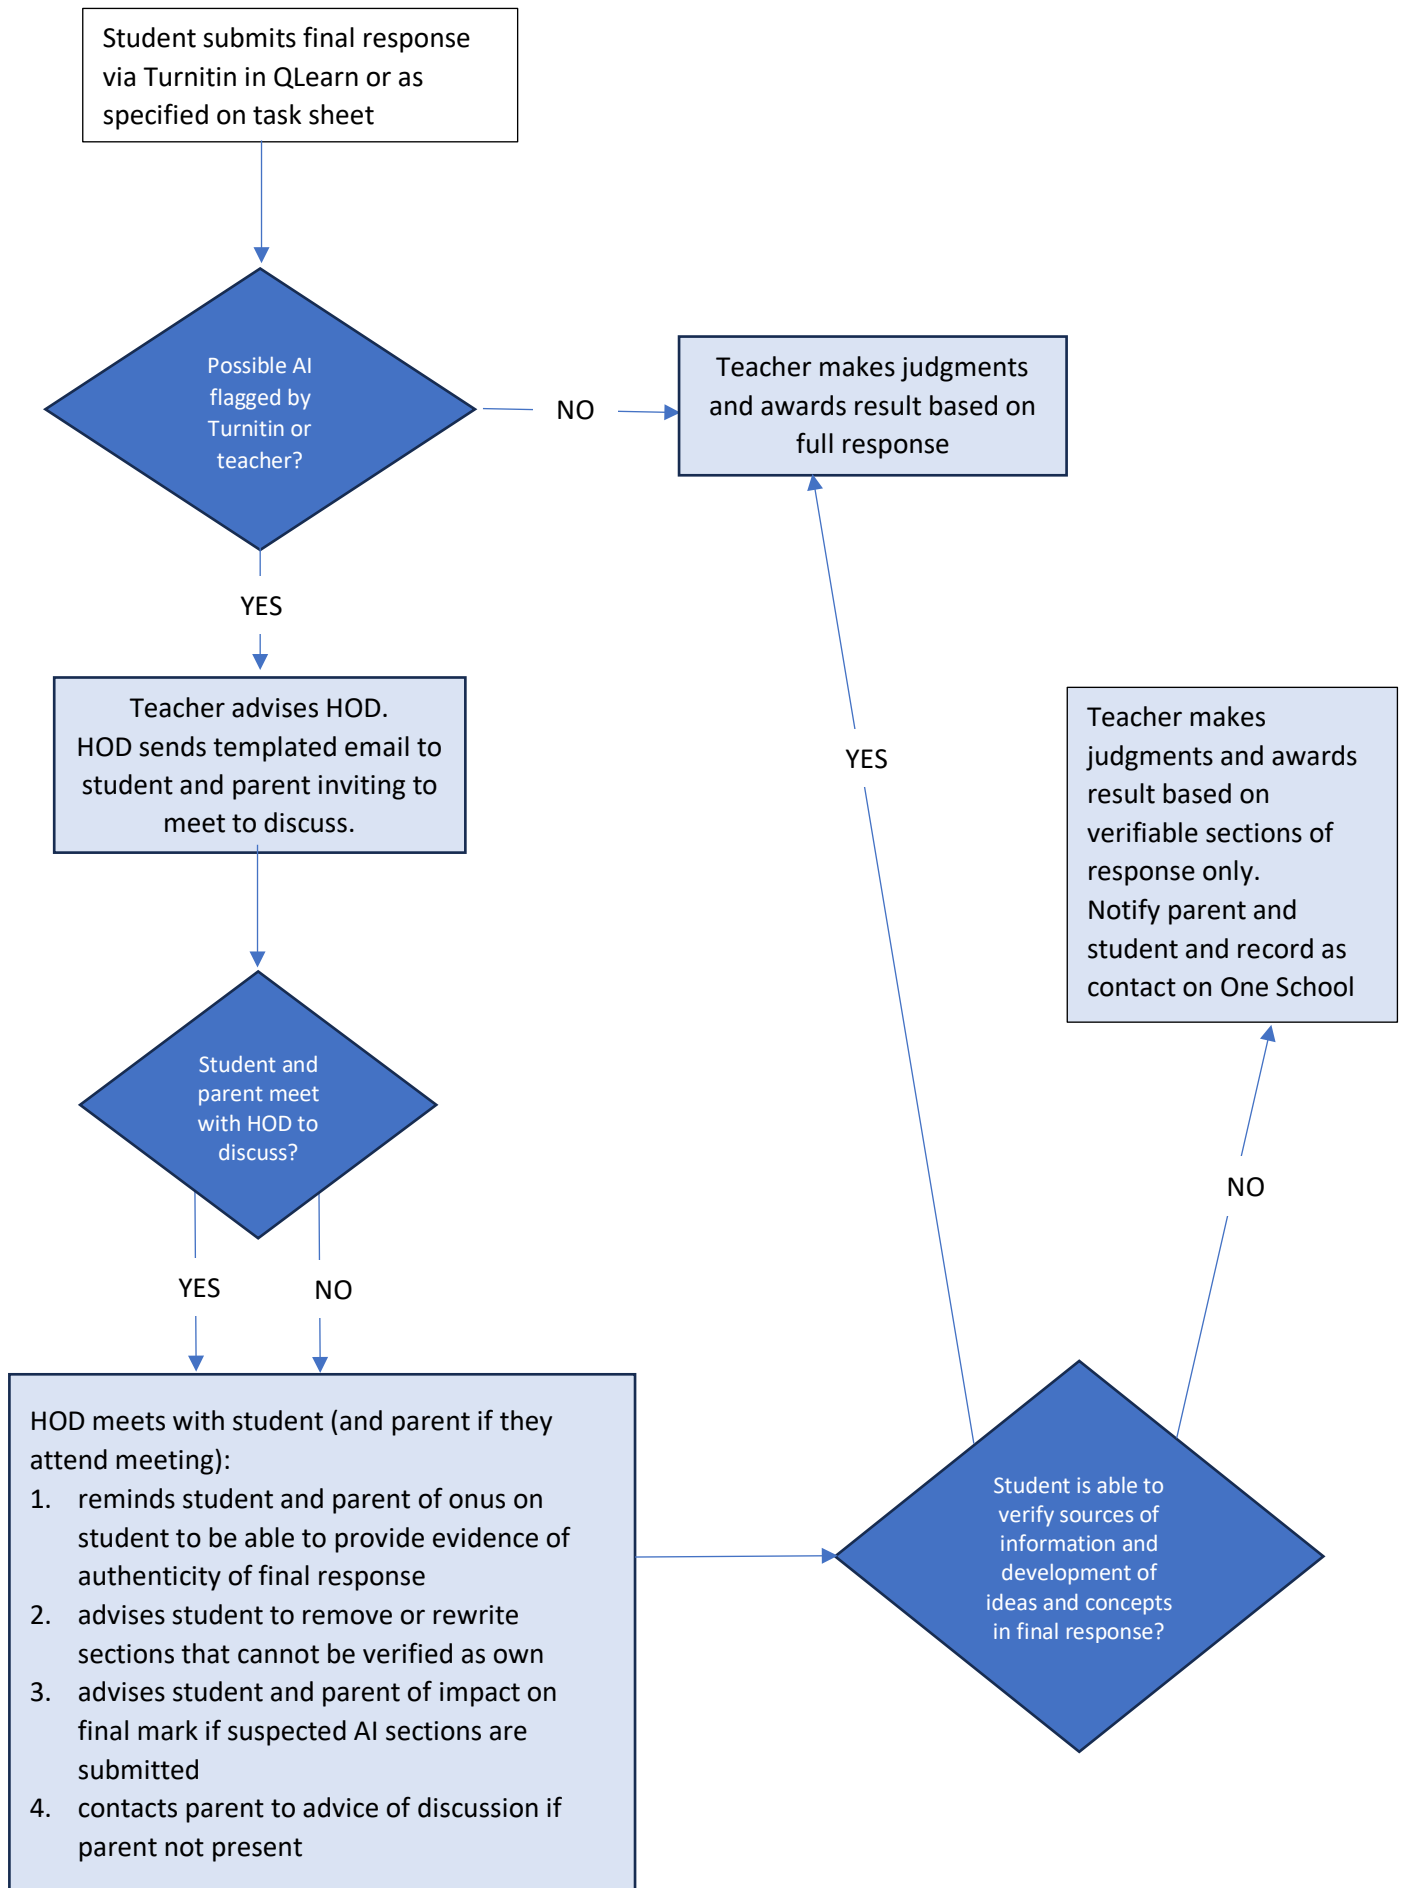 Student submits final response
via Turnitin in QLearn or as
specified on task sheet
Possible AI
flagged by
Turnitin or
teacher?
NO
Teacher makes judgments
and awards result based on
full response
YES
Teacher advises HOD.
HOD sends templated email to
student and parent inviting to
meet to discuss.
Student and
parent meet
with HOD to
discuss?
YES
NO
HOD meets with student (and parent if they
attend meeting):
1. reminds student and parent of onus on
student to be able to provide evidence of
authenticity of final response
2. advises student to remove or rewrite
sections that cannot be verified as own
3. advises student and parent of impact on
final mark if suspected AI sections are
submitted
4. contacts parent to advice of discussion if
parent not present
Student is able to
verify sources of
information and
development of
ideas and concepts
in final response?
YES
NO
Teacher makes
judgments and awards
result based on
verifiable sections of
response only.
Notify parent and
student and record as
contact on One School